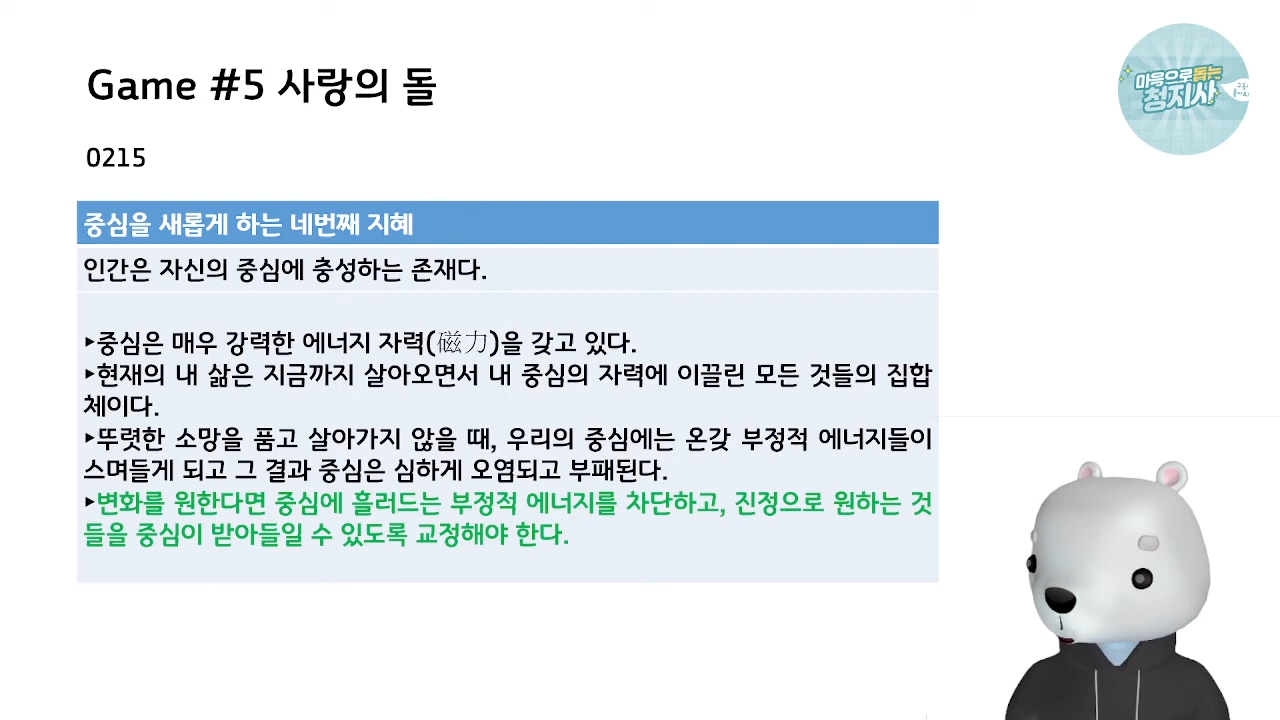 Game #5 사랑의 돌
마음으로돕는
청지사
0215
중심을 새롭게 하는 네번째 지혜
인간은 자신의 중심에 충성하는 존재다.
▸중심은 매우 강력한 에너지 자력(磁力)을 갖고 있다.
▸현재의 내 삶은 지금까지 살아오면서 내 중심의 자력에 이끌린 모든 것들의 집합
체이다.
▸뚜렷한 소망을 품고 살아가지 않을 때, 우리의 중심에는 온갖 부정적 에너지들이
스며들게 되고 그 결과 중심은 심하게 오염되고 부패된다.
▸변화를 원한다면 중심에 흘러드는 부정적 에너지를 차단하고, 진정으로 원하는 것
들을 중심이 받아들일 수 있도록 교정해야 한다.